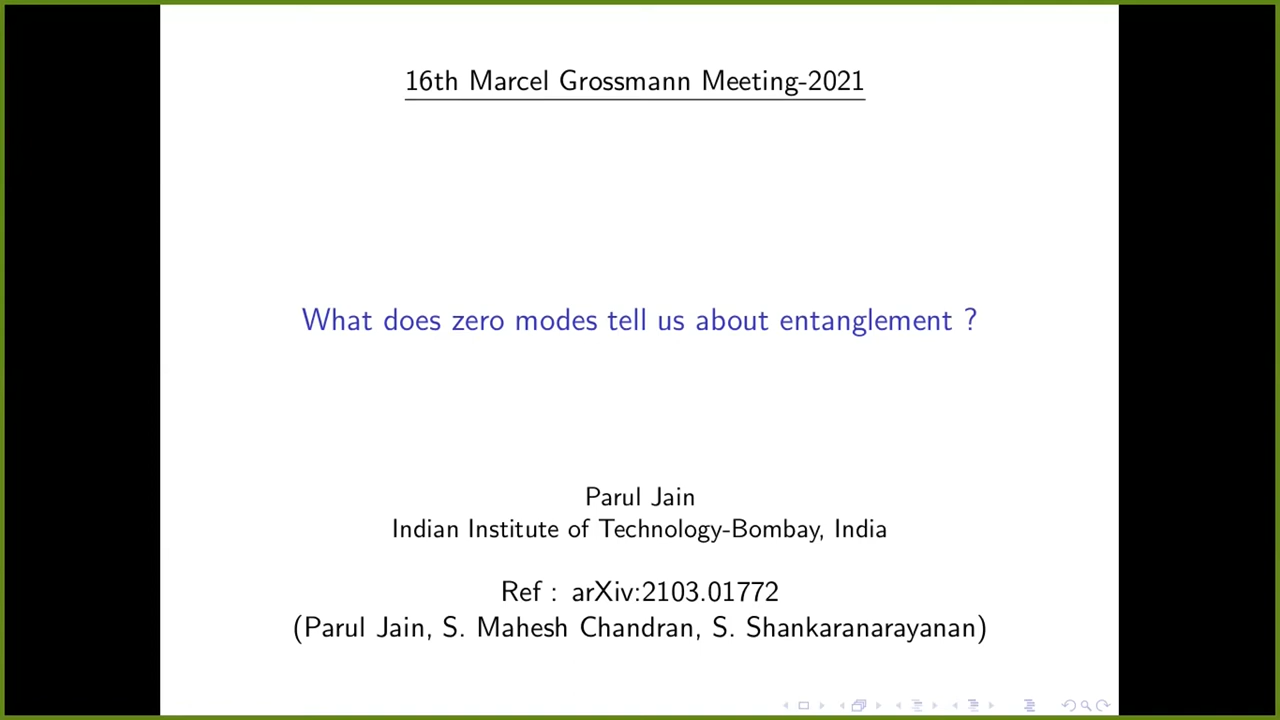 16th Marcel Grossmann Meeting-2021
What does zero modes tell us about entanglement ?
Parul Jain
Indian Institute of Technology-Bombay, India
Ref : arXiv:2103.01772
(Parul Jain, S. Mahesh Chandran, S. Shankaranarayanan)